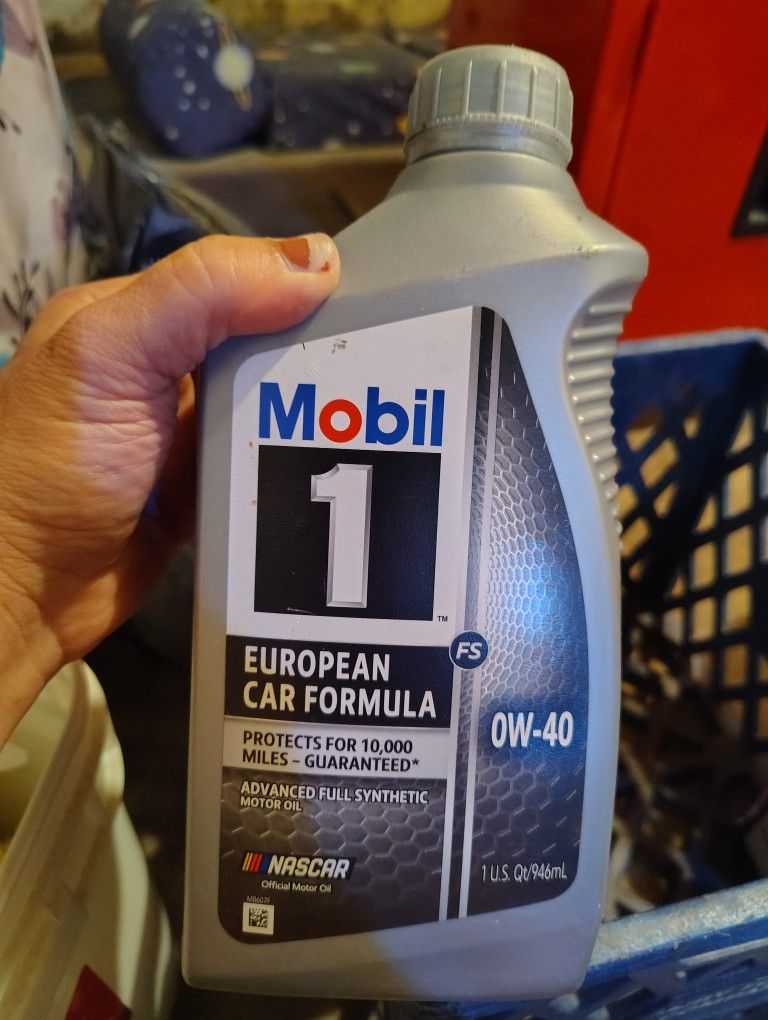 Mobil
1
TM
EUROPEAN
CAR FORMULA
FS
PROTECTS FOR 10,000
MILES – GUARANTEED*
0W-40
ADVANCED FULL SYNTHETIC
MOTOR OIL
NASCAR
Official Motor Oil
1 U.S. Qt/946mL
MB607F